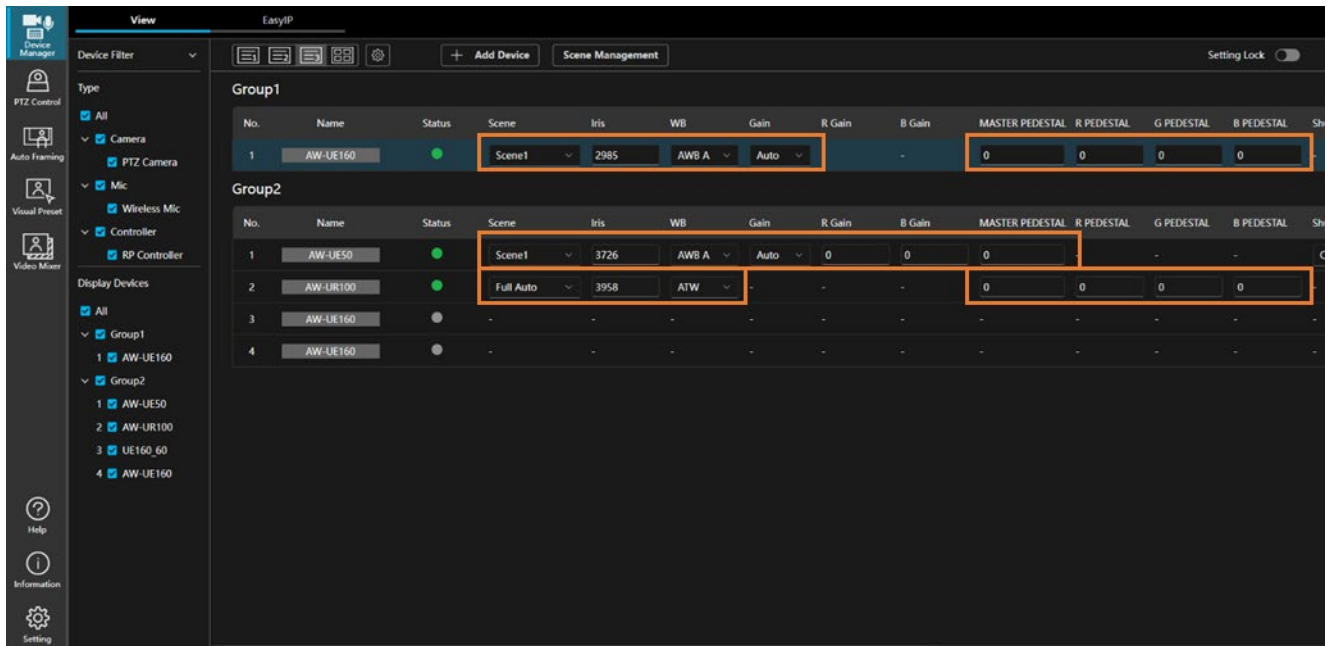 View EasyIP
Device Manager
PTZ Control
Auto Framing
Visual Preset
Video Mixer
Help
Information
Setting
Device Filter
Type
All
Camera
PTZ Camera
Mic
Wireless Mic
Controller
RP Controller
Display Devices
All
Group1
1 AW-UE160
Group2
1 AW-UE50
2 AW-UR100
3 UE160_60
4 AW-UE160
1 2 3 + Add Device Scene Management Setting Lock
Group1
No. Name Status Scene Iris WB Gain R Gain B Gain MASTER PEDESTAL R PEDESTAL G PEDESTAL B PEDESTAL Sh
1 AW-UE160 Scene1 2985 AWB A Auto - - 0 0 0 0 -
Group2
No. Name Status Scene Iris WB Gain R Gain B Gain MASTER PEDESTAL R PEDESTAL G PEDESTAL B PEDESTAL Sh
1 AW-UE50 Scene1 3726 AWB A Auto 0 0 0 - - -
2 AW-UR100 Full Auto 3958 ATW - - - 0 0 0 0 -
3 AW-UE160 - - - - - - - - - - -
4 AW-UE160 - - - - - - - - - - -